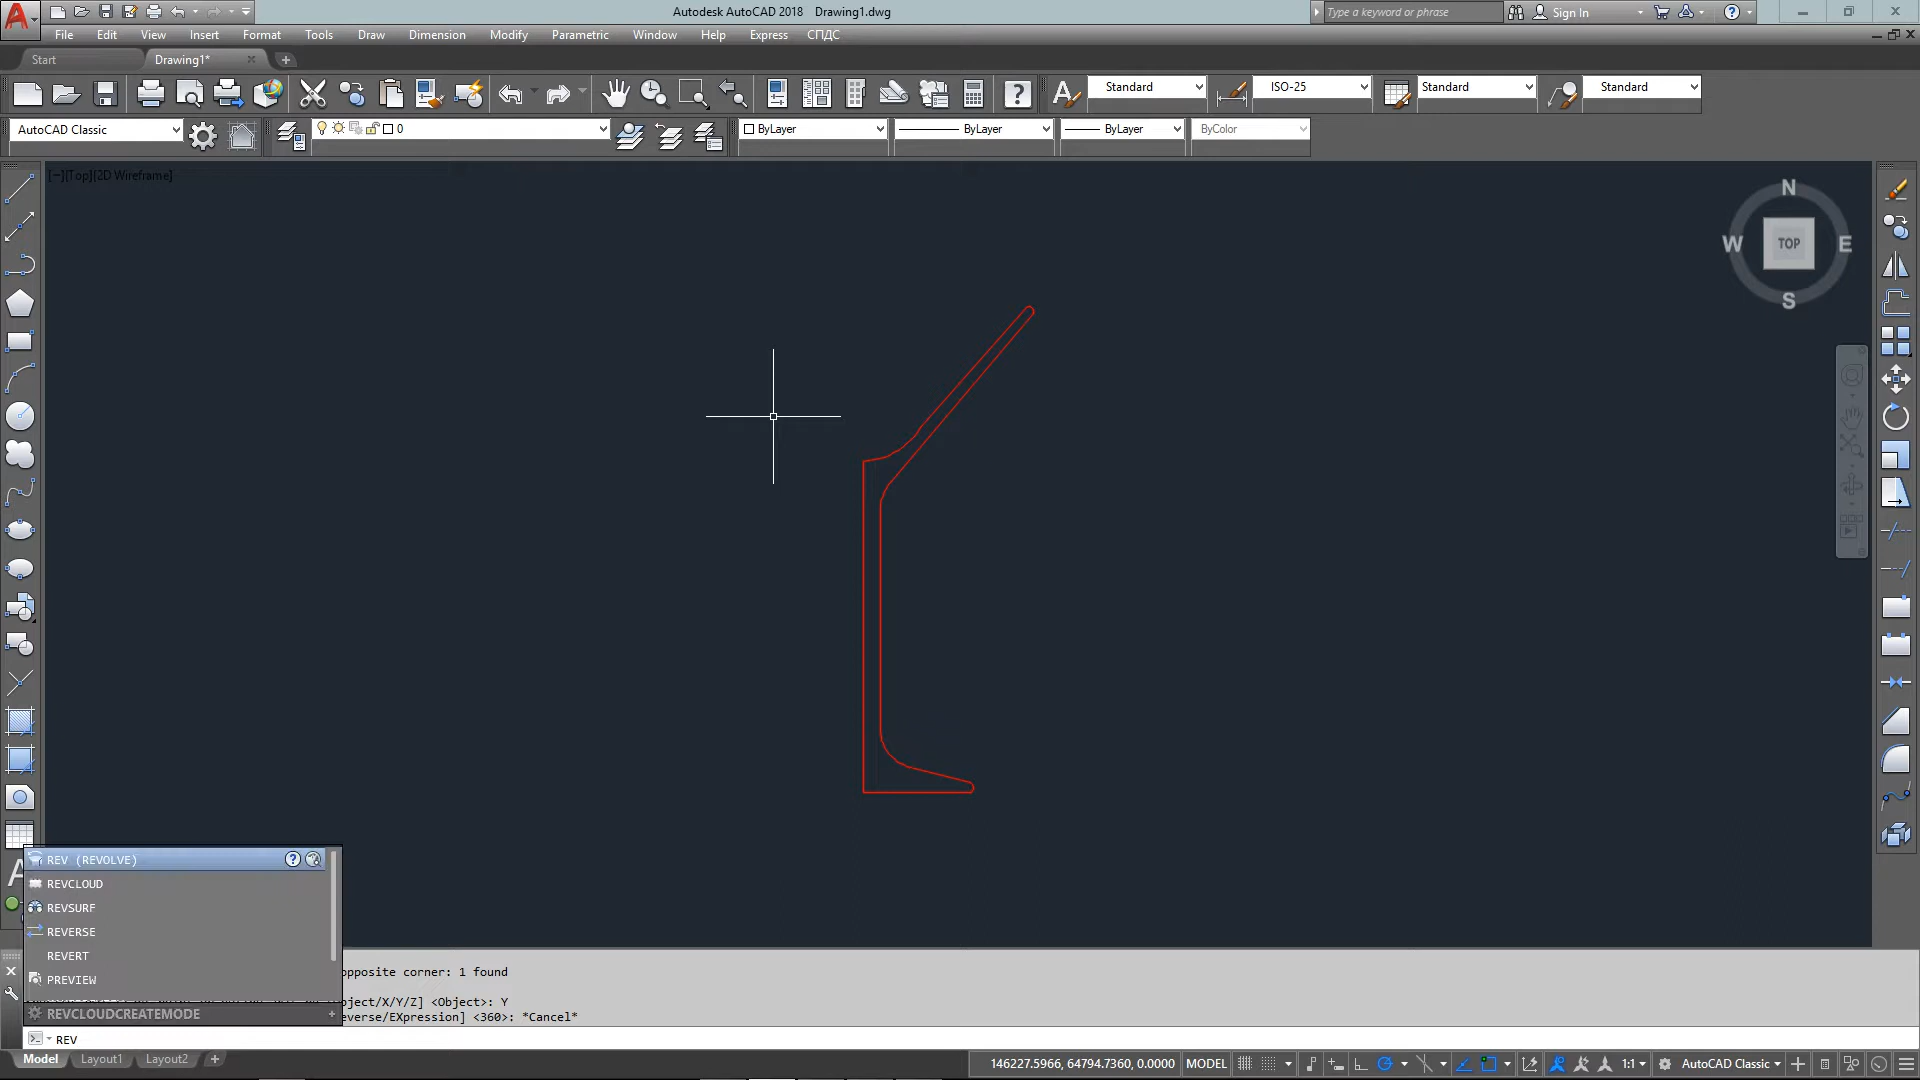 Autodesk AutoCAD 2018 Drawing1.dwg
Type a keyword or phrase
Sign In
File Edit View Insert Format Tools Draw Dimension Modify Parametric Window Help Express СПДС
Start Drawing1*
Standard ISO-25 Standard Standard
AutoCAD Classic 0 ByLayer ByLayer ByLayer ByColor
[−][Top][2D Wireframe]
N
W TOP E
S
REV (REVOLVE)
REVCLOUD
REVSURF
REVERSE
REVERT
PREVIEW
REVCLOUDCREATEMODE
opposite corner: 1 found
bject/X/Y/Z] <Object>: Y
everse/EXpression] <360>: *Cancel*
REV
Model Layout1 Layout2
146227.5966, 64794.7360, 0.0000 MODEL 1:1 AutoCAD Classic